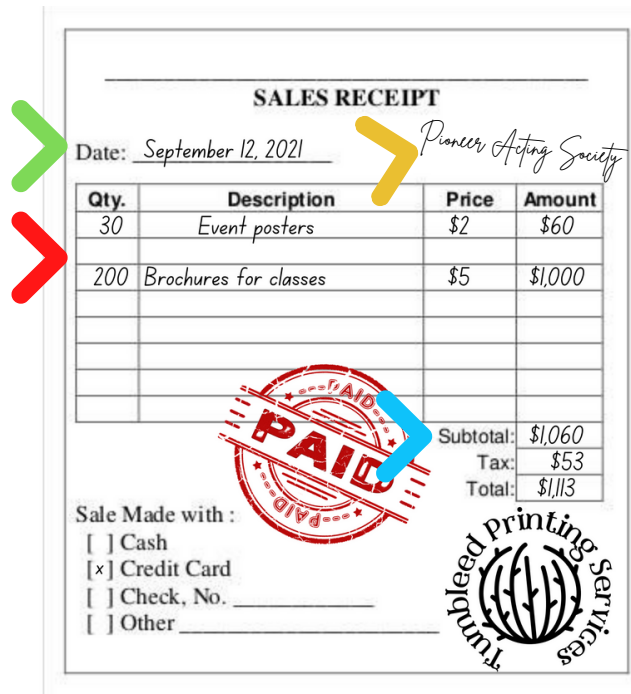 SALES RECEIPT
Date: September 12, 2021
Pioneer Acting Society
Qty. Description Price Amount
30 Event posters $2 $60
200 Brochures for classes $5 $1,000
PAID
PAID
PAID
Subtotal: $1,060
Tax: $53
Total: $1,113
Sale Made with :
[ ] Cash
[x] Credit Card
[ ] Check, No. ____________
[ ] Other ______________________
Tumbleed Printing Services